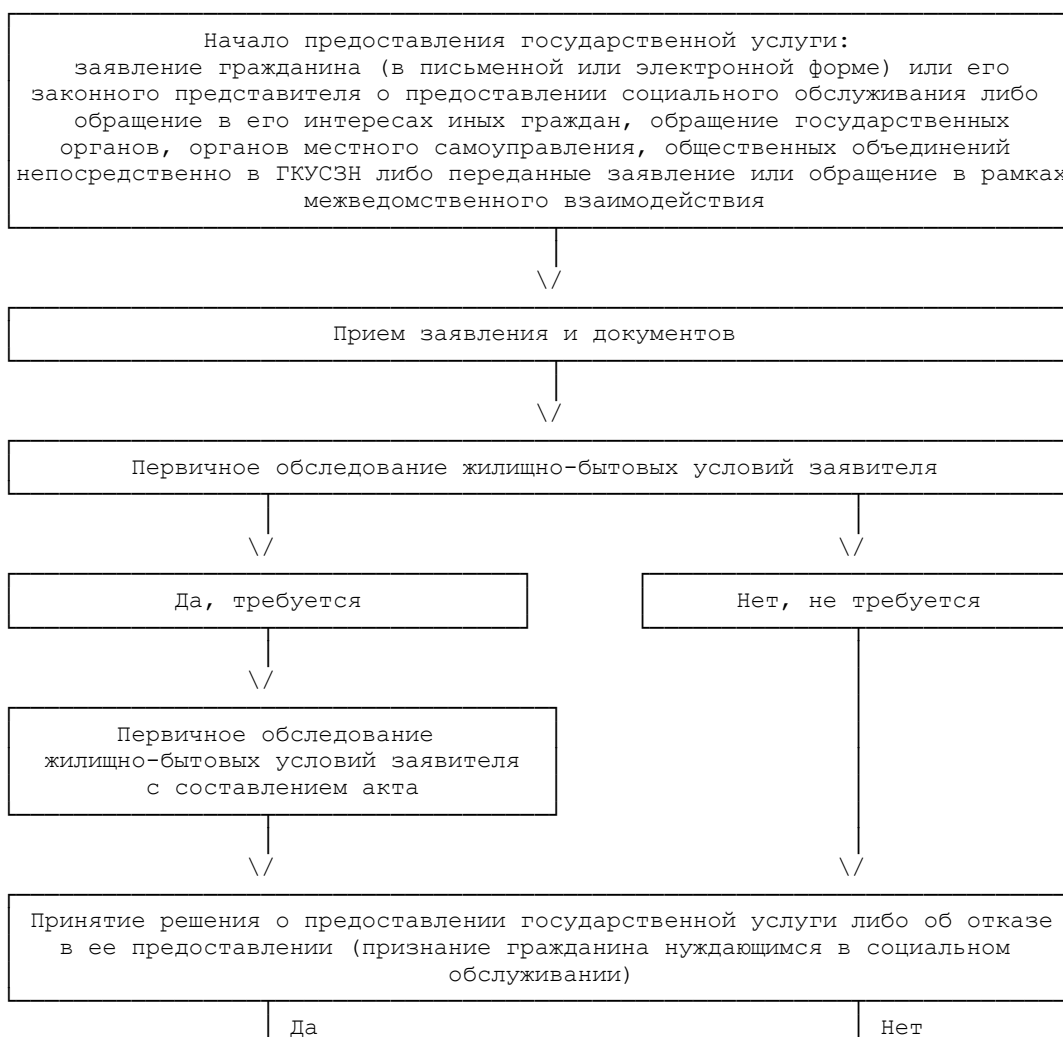 Начало предоставления государственной услуги:
заявление гражданина (в письменной или электронной форме) или его
законного представителя о предоставлении социального обслуживания либо
обращение в его интересах иных граждан, обращение государственных
органов, органов местного самоуправления, общественных объединений
непосредственно в ГКУСЗН либо переданные заявление или обращение в рамках
межведомственного взаимодействия
Прием заявления и документов
Первичное обследование жилищно-бытовых условий заявителя
Да, требуется
Нет, не требуется
Первичное обследование
жилищно-бытовых условий заявителя
с составлением акта
Принятие решения о предоставлении государственной услуги либо об отказе
в ее предоставлении (признание гражданина нуждающимся в социальном
обслуживании)
Да
Нет